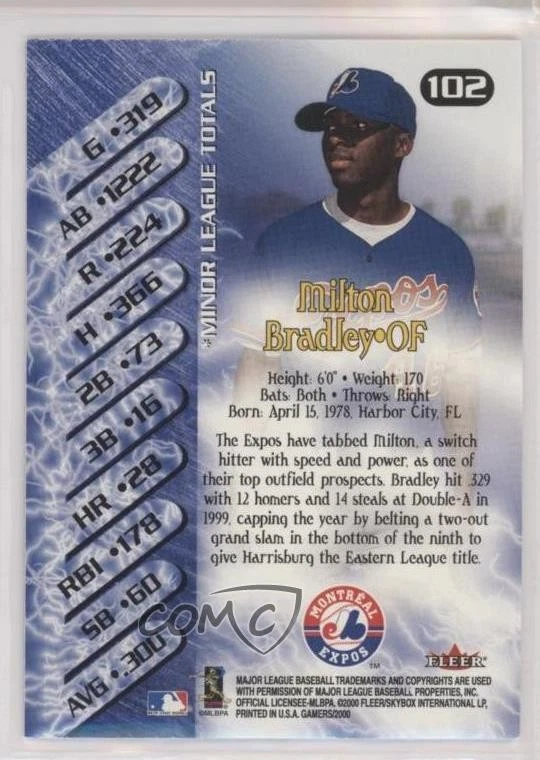 102
G •319
AB •1222
R •224
H •366
2B •73
3B •16
HR •28
RBI •178
SB •60
AVG •.300
*MINOR LEAGUE TOTALS
Milton
Bradley•OF
Height: 6'0" • Weight: 170
Bats: Both • Throws: Right
Born: April 15, 1978, Harbor City, FL
The Expos have tabbed Milton, a switch
hitter with speed and power, as one of
their top outfield prospects. Bradley hit .329
with 12 homers and 14 steals at Double-A in
1999, capping the year by belting a two-out
grand slam in the bottom of the ninth to
give Harrisburg the Eastern League title.
COMC
MONTRÉAL
EXPOS
TM
FLEER
©MLBPA
MAJOR LEAGUE BASEBALL TRADEMARKS AND COPYRIGHTS ARE USED
WITH PERMISSION OF MAJOR LEAGUE BASEBALL PROPERTIES, INC.
OFFICIAL LICENSEE-MLBPA. ©2000 FLEER/SKYBOX INTERNATIONAL LP,
PRINTED IN U.S.A. GAMERS/2000